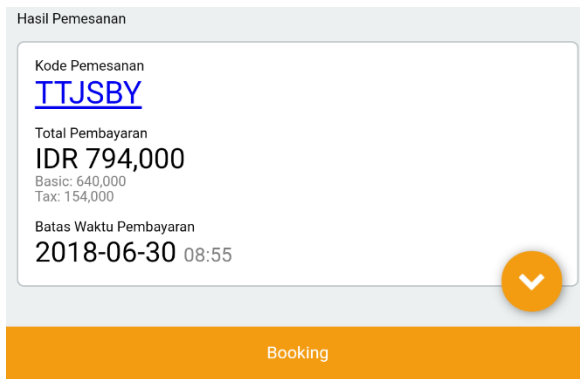 Hasil Pemesanan
Kode Pemesanan
TTJSBY
Total Pembayaran
IDR 794,000
Basic: 640,000
Tax: 154,000
Batas Waktu Pembayaran
2018-06-30 08:55
Booking